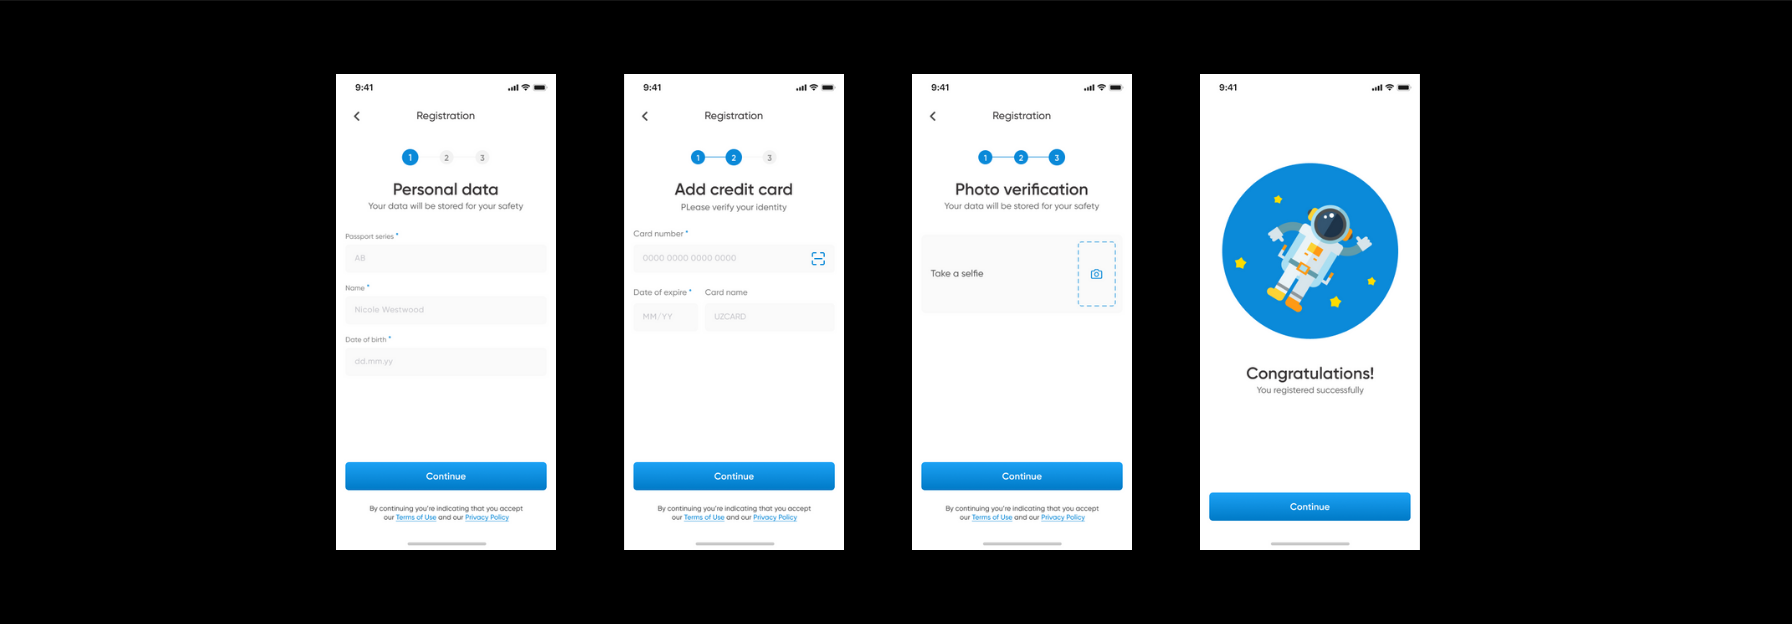 9:41
Registration
1 2 3
Personal data
Your data will be stored for your safety
Passport series *
AB
Name *
Nicole Westwood
Date of birth *
dd.mm.yy
Continue
By continuing you're indicating that you accept
our Terms of Use and our Privacy Policy
9:41
Registration
1 2 3
Add credit card
PLease verify your identity
Card number *
0000 0000 0000 0000
Date of expire * Card name
MM/YY UZCARD
Continue
By continuing you're indicating that you accept
our Terms of Use and our Privacy Policy
9:41
Registration
1 2 3
Photo verification
Your data will be stored for your safety
Take a selfie
Continue
By continuing you're indicating that you accept
our Terms of Use and our Privacy Policy
9:41
Congratulations!
You registered successfully
Continue